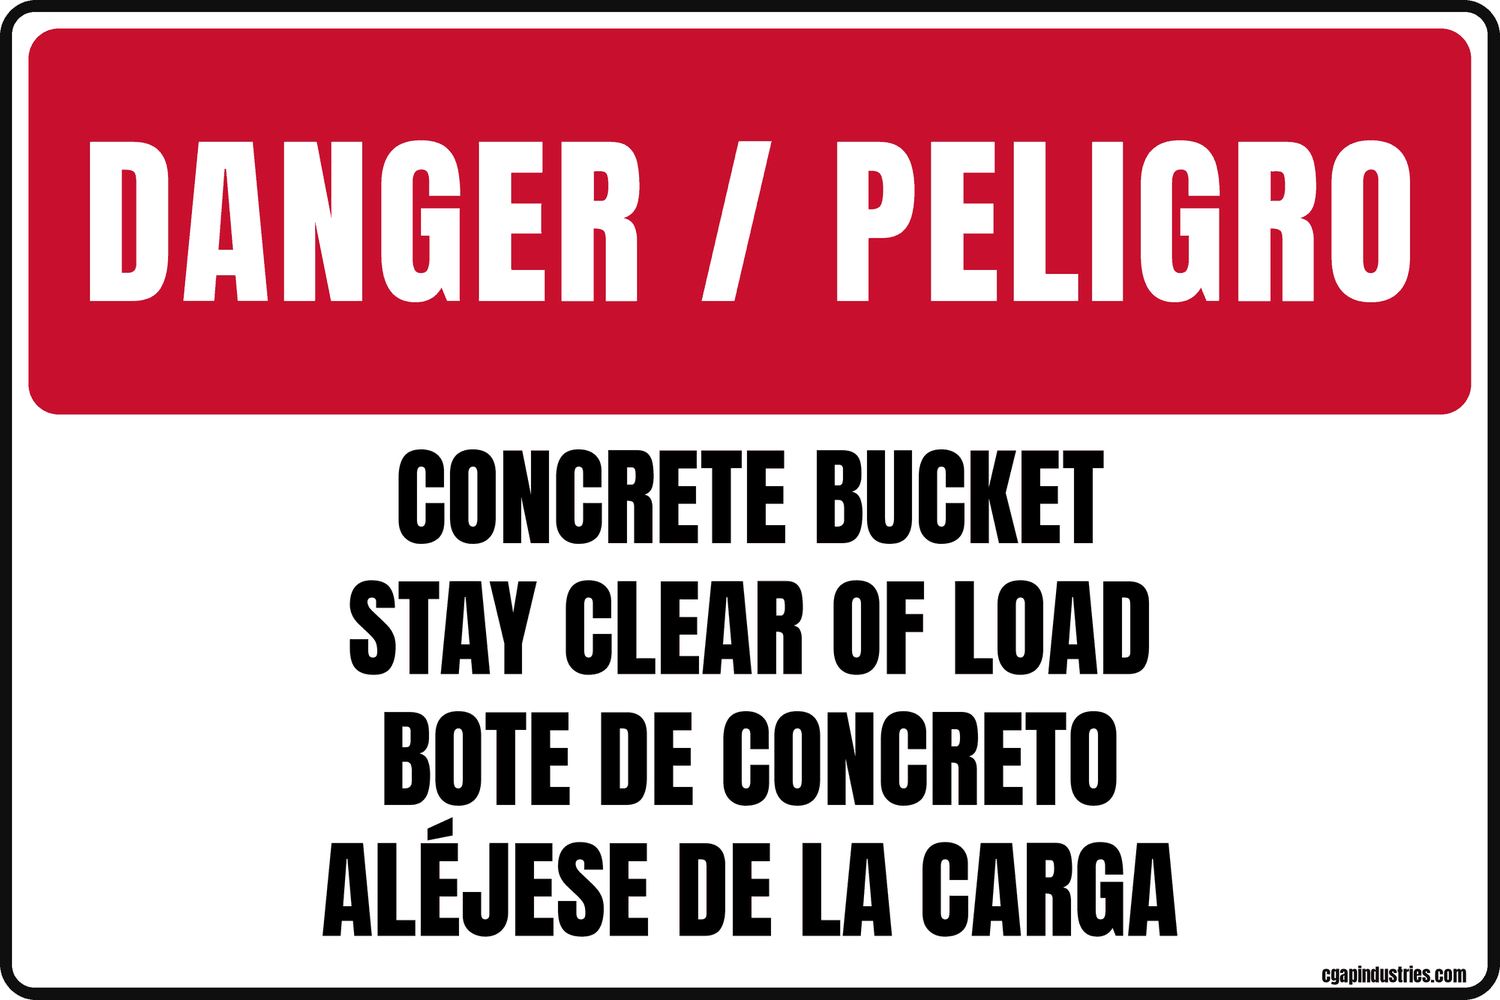 DANGER / PELIGRO
CONCRETE BUCKET
STAY CLEAR OF LOAD
BOTE DE CONCRETO
ALÉJESE DE LA CARGA
cgapindustries.com